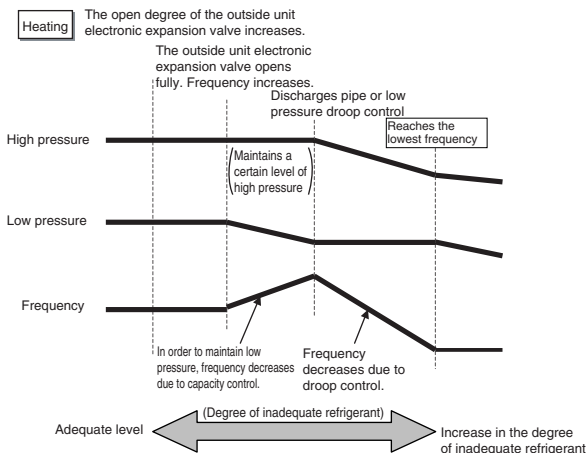 Heating
The open degree of the outside unit
electronic expansion valve increases.
The outside unit electronic
expansion valve opens
fully. Frequency increases.
Discharges pipe or low
pressure droop control
Reaches the
lowest frequency
High pressure
(Maintains a
certain level of
high pressure)
Low pressure
Frequency
In order to maintain low
pressure, frequency decreases
due to capacity control.
Frequency
decreases due to
droop control.
(Degree of inadequate refrigerant)
Adequate level
Increase in the degree
of inadequate refrigerant